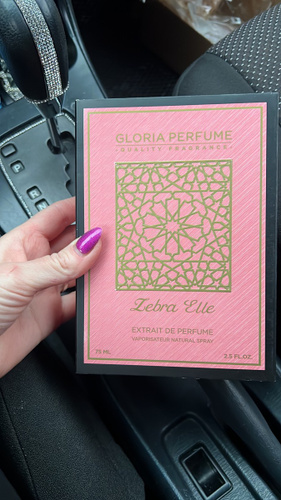 GLORIA PERFUME
QUALITY FRAGRANCE
Zebra Elle
EXTRAIT DE PERFUME
VAPORISATEUR NATURAL SPRAY
75 ML
2.5 FL.OZ.